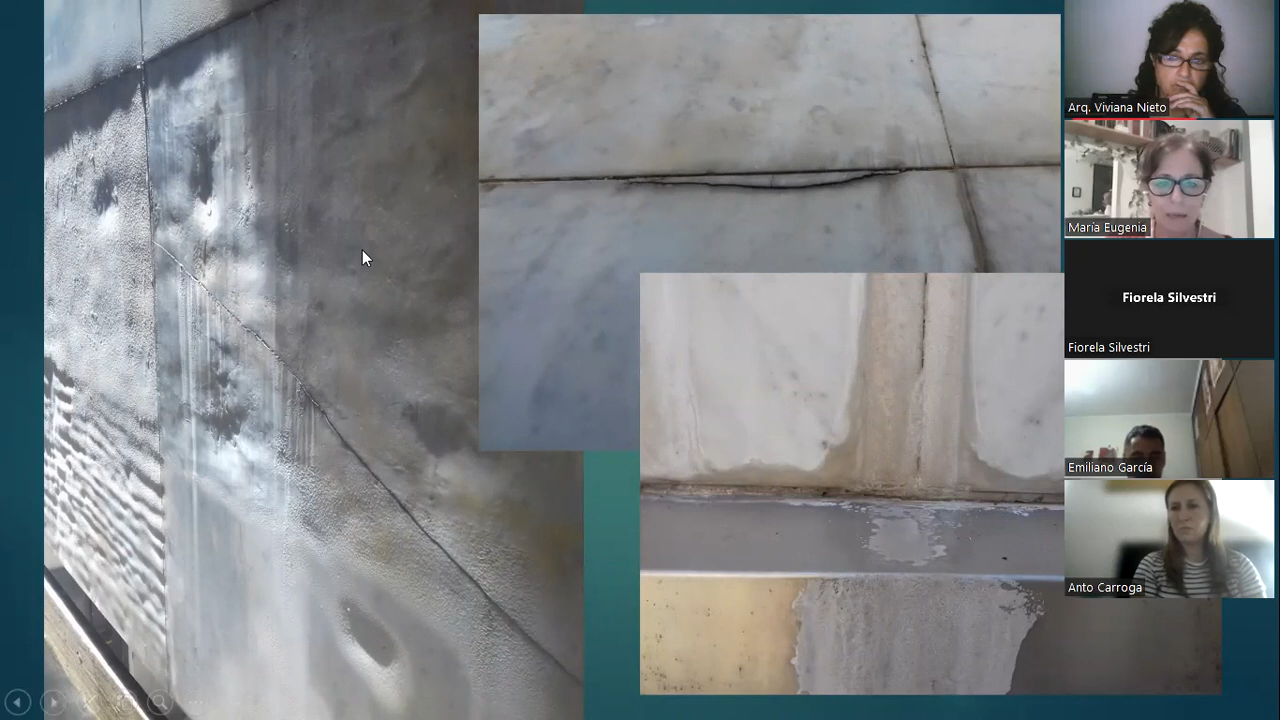 Arq. Viviana Nieto
María Eugenia
Fiorela Silvestri
Fiorela Silvestri
Emiliano García
Anto Carroga